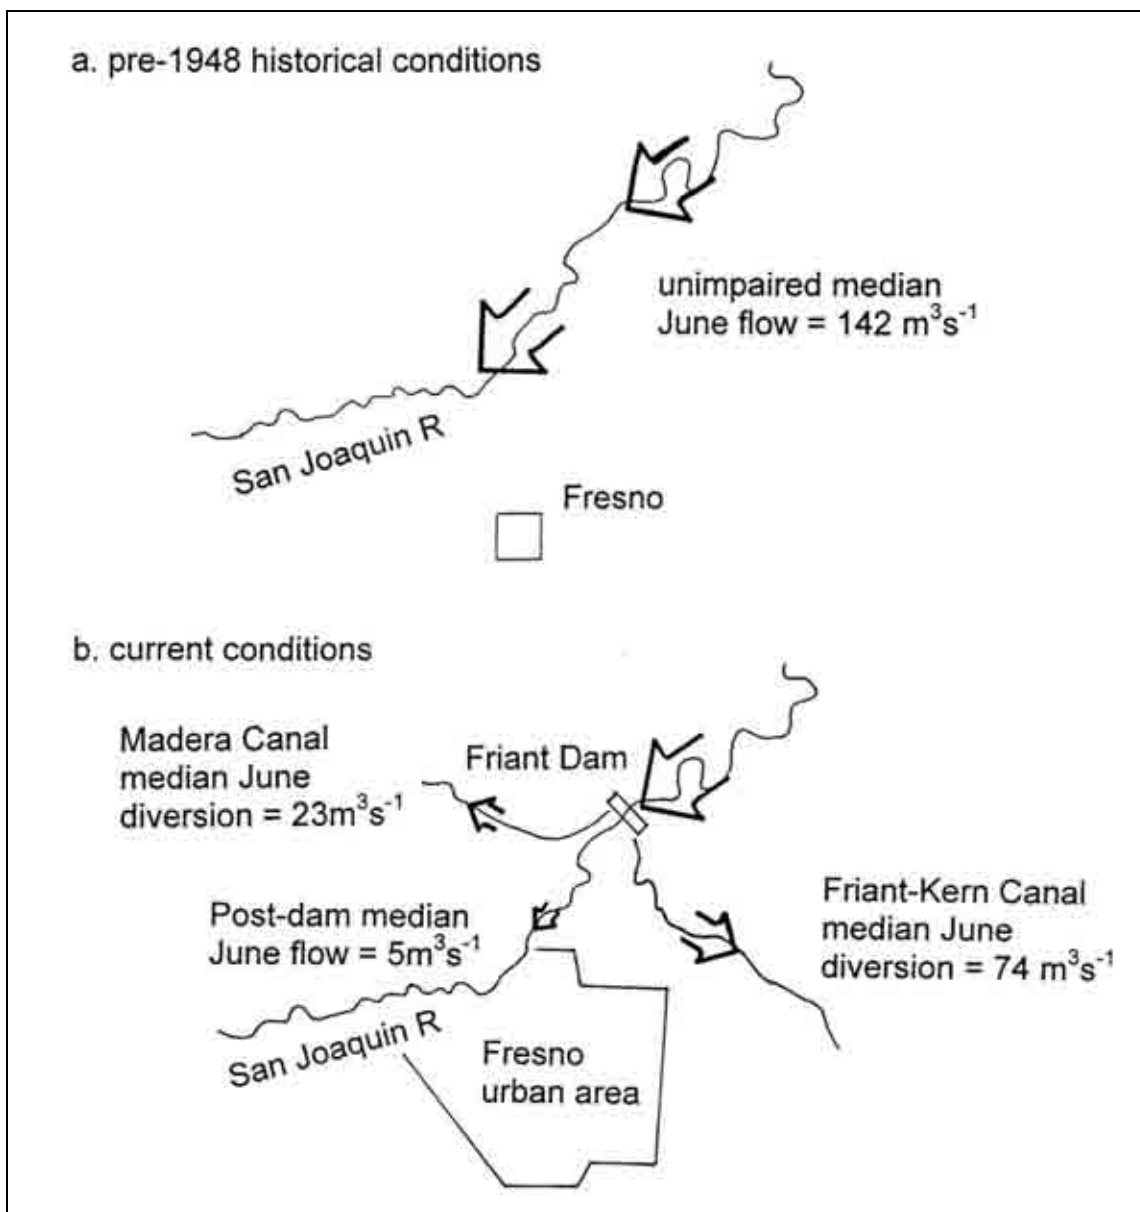 a. pre-1948 historical conditions
unimpaired median
June flow = 142 m³s⁻¹
San Joaquin R
Fresno
b. current conditions
Madera Canal
median June
diversion = 23m³s⁻¹
Friant Dam
Post-dam median
June flow = 5m³s⁻¹
Friant-Kern Canal
median June
diversion = 74 m³s⁻¹
San Joaquin R
Fresno
urban area